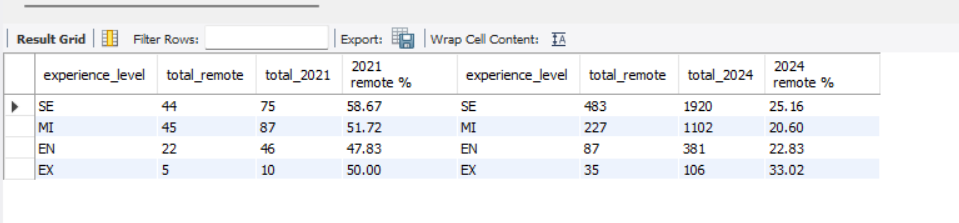 Result Grid Filter Rows: Export: Wrap Cell Content: IA
experience_level total_remote total_2021 2021 remote % experience_level total_remote total_2024 2024 remote %
SE 44 75 58.67 SE 483 1920 25.16
MI 45 87 51.72 MI 227 1102 20.60
EN 22 46 47.83 EN 87 381 22.83
EX 5 10 50.00 EX 35 106 33.02